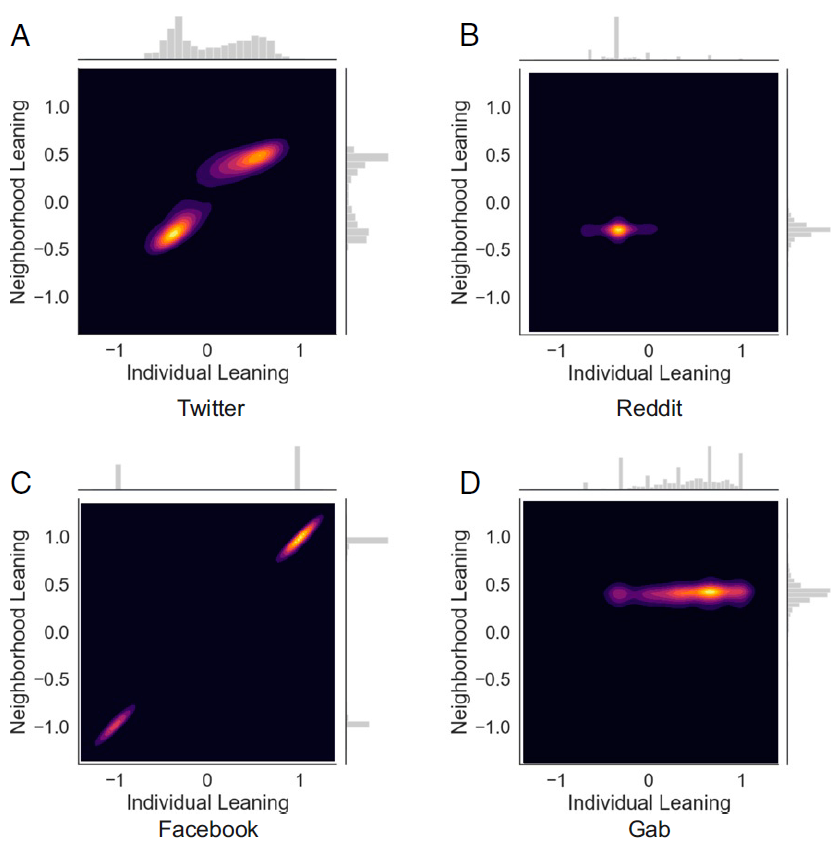 A
Neighborhood Leaning
1.0
0.5
0.0
−0.5
−1.0
−1 0 1
Individual Leaning
Twitter
B
Neighborhood Leaning
1.0
0.5
0.0
−0.5
−1.0
−1 0 1
Individual Leaning
Reddit
C
Neighborhood Leaning
1.0
0.5
0.0
−0.5
−1.0
−1 0 1
Individual Leaning
Facebook
D
Neighborhood Leaning
1.0
0.5
0.0
−0.5
−1.0
−1 0 1
Individual Leaning
Gab